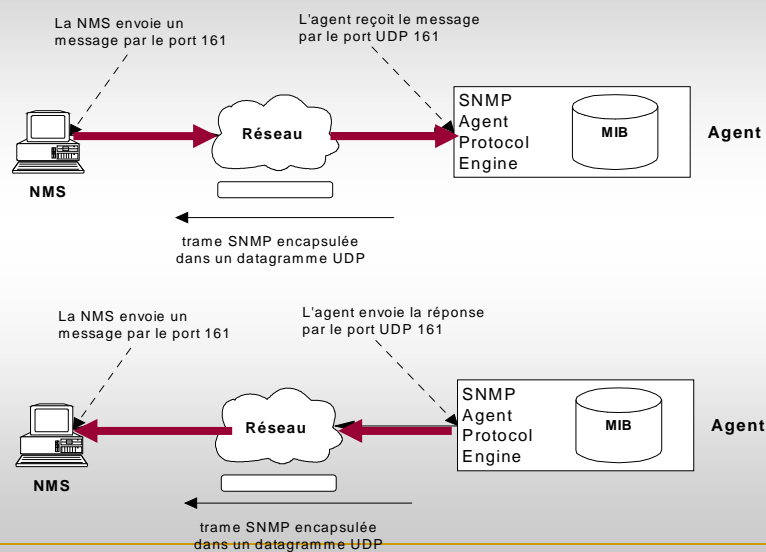 La NMS envoie un
message par le port 161
L'agent reçoit le message
par le port UDP 161
SNMP
Agent
Protocol
Engine
MIB
Agent
Réseau
NMS
trame SNMP encapsulée
dans un datagramme UDP
La NMS envoie un
message par le port 161
L'agent envoie la réponse
par le port UDP 161
SNMP
Agent
Protocol
Engine
MIB
Agent
Réseau
NMS
trame SNMP encapsulée
dans un datagramme UDP